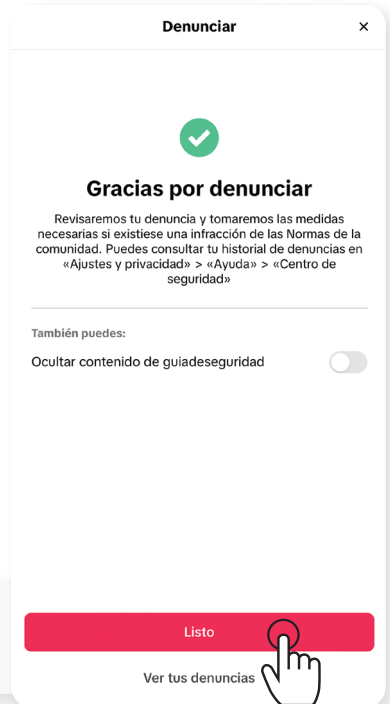 Denunciar
Gracias por denunciar
Revisaremos tu denuncia y tomaremos las medidas
necesarias si existiese una infracción de las Normas de la
comunidad. Puedes consultar tu historial de denuncias en
«Ajustes y privacidad» > «Ayuda» > «Centro de
seguridad»
También puedes:
Ocultar contenido de guiadeseguridad
Listo
Ver tus denuncias